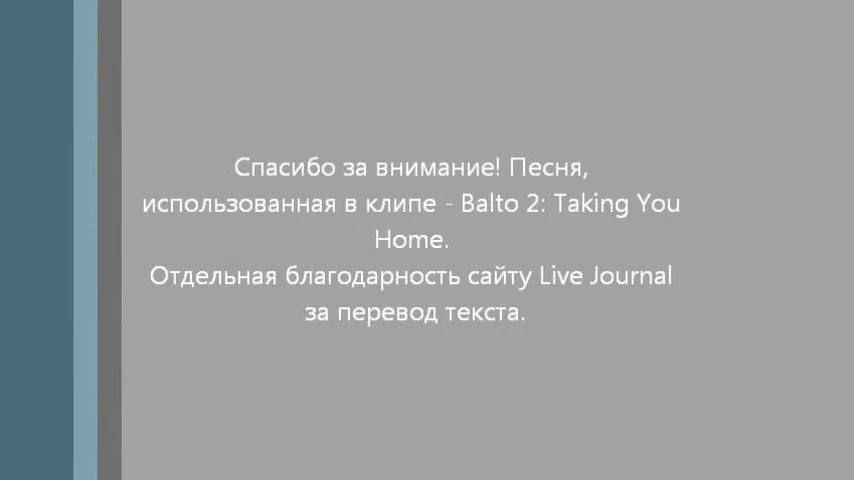 Спасибо за внимание! Песня,
использованная в клипе - Balto 2: Taking You
Home.
Отдельная благодарность сайту Live Journal
за перевод текста.